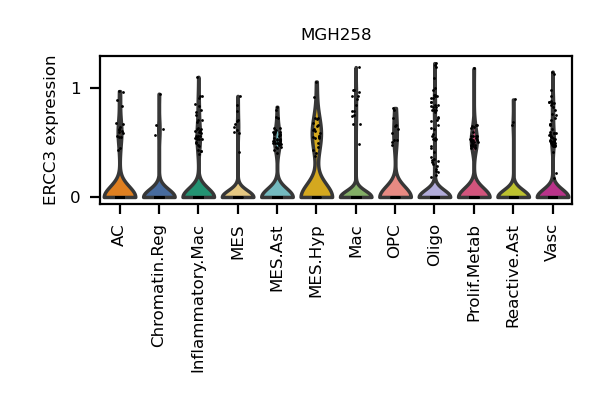 MGH258
ERCC3 expression
1
0
AC
Chromatin.Reg
Inflammatory.Mac
MES
MES.Ast
MES.Hyp
Mac
OPC
Oligo
Prolif.Metab
Reactive.Ast
Vasc